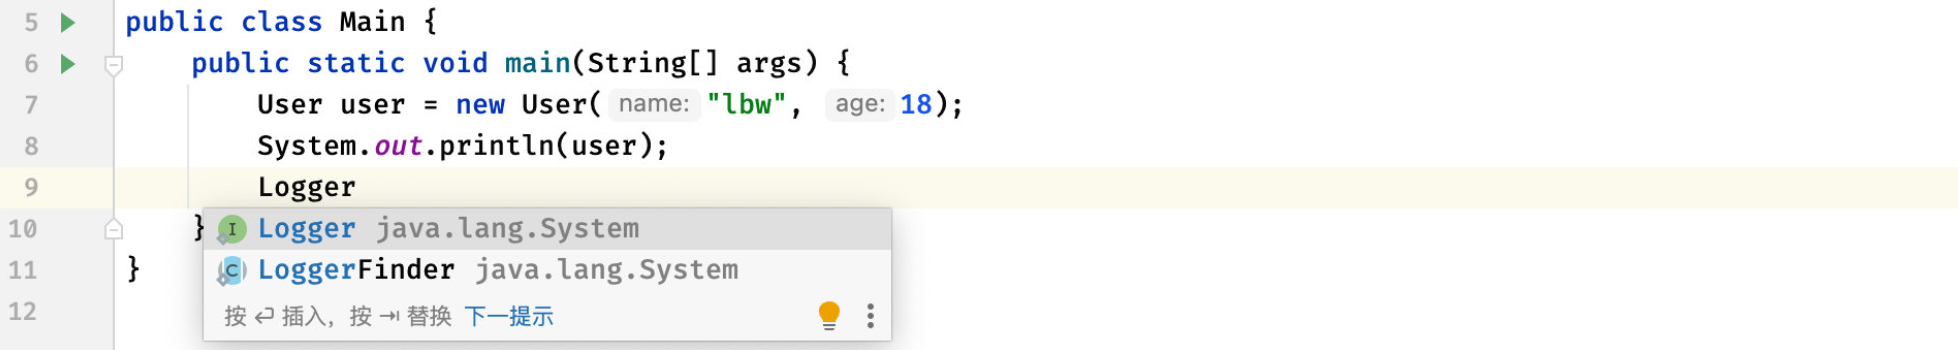 5 public class Main {
6 public static void main(String[] args) {
7 User user = new User( name: "lbw", age: 18);
8 System.out.println(user);
9 Logger
10 } I Logger java.lang.System
11 } C LoggerFinder java.lang.System
12 按 ⏎ 插入，按 ⇥ 替换 下一提示